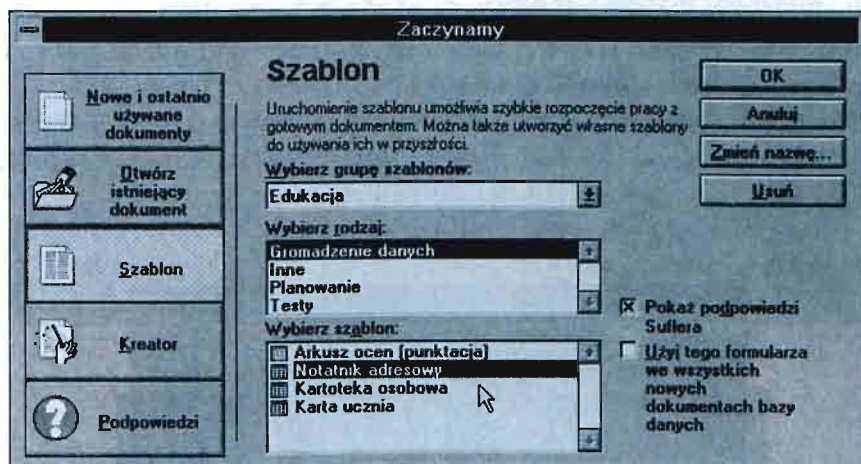 Zaczynamy
Nowe i ostatnio
używane
dokumenty
Otwórz
istniejący
dokument
Szablon
Kreator
Podpowiedzi
Szablon
Uruchomienie szablonu umożliwia szybkie rozpoczęcie pracy z
gotowym dokumentem. Można także utworzyć własne szablony
do używania ich w przyszłości.
Wybierz grupę szablonów:
Edukacja
Wybierz rodzaj:
Gromadzenie danych
Inne
Planowanie
Testy
Wybierz szablon:
Arkusz ocen (punktacja)
Notatnik adresowy
Kartoteka osobowa
Karta ucznia
OK
Anuluj
Zmień nazwę...
Usuń
Pokaż podpowiedzi
Suflera
Użyj tego formularza
we wszystkich
nowych
dokumentach bazy
danych